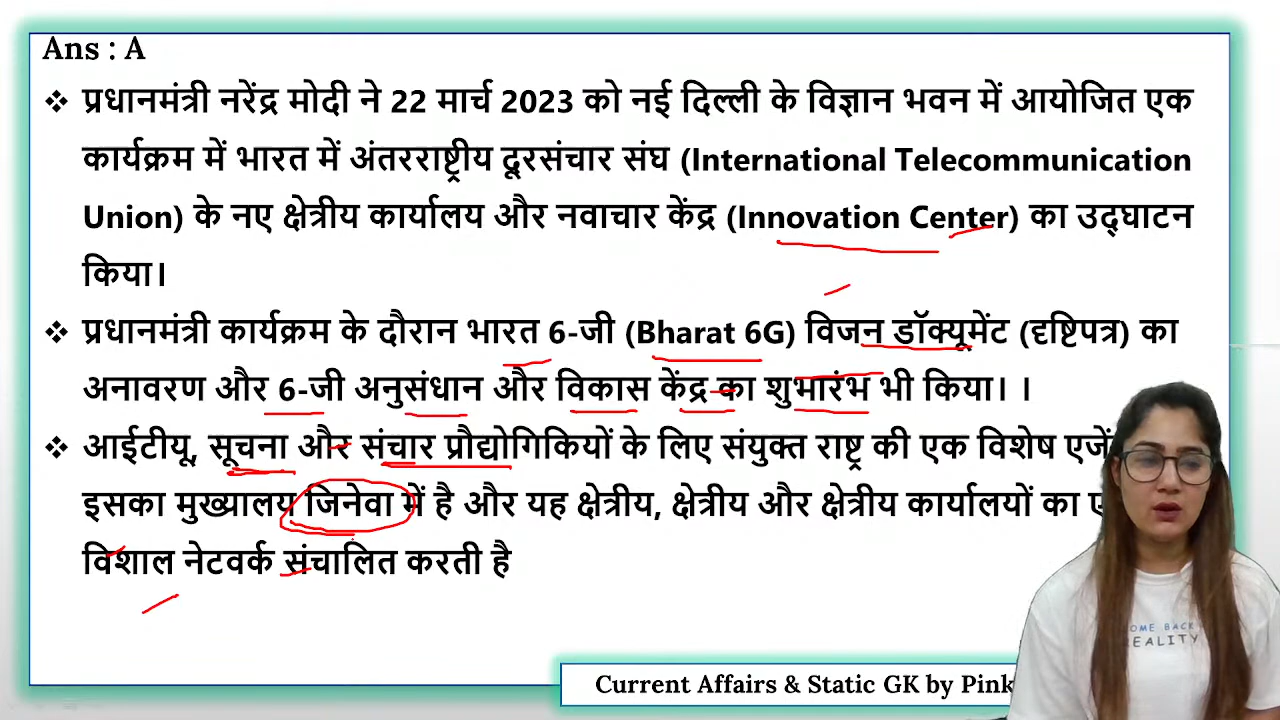 Ans : A
❖ प्रधानमंत्री नरेंद्र मोदी ने 22 मार्च 2023 को नई दिल्ली के विज्ञान भवन में आयोजित एक
कार्यक्रम में भारत में अंतरराष्ट्रीय दूरसंचार संघ (International Telecommunication
Union) के नए क्षेत्रीय कार्यालय और नवाचार केंद्र (Innovation Center) का उद्घाटन
किया।
❖ प्रधानमंत्री कार्यक्रम के दौरान भारत 6-जी (Bharat 6G) विजन डॉक्यूमेंट (दृष्टिपत्र) का
अनावरण और 6-जी अनुसंधान और विकास केंद्र का शुभारंभ भी किया। ।
❖ आईटीयू, सूचना और संचार प्रौद्योगिकियों के लिए संयुक्त राष्ट्र की एक विशेष
इसका मुख्यालय जिनेवा में है और यह क्षेत्रीय, क्षेत्रीय और क्षेत्रीय कार्यालयों का
विशाल नेटवर्क संचालित करती है
OME BACK
REALITY
Current Affairs & Static GK by Pink